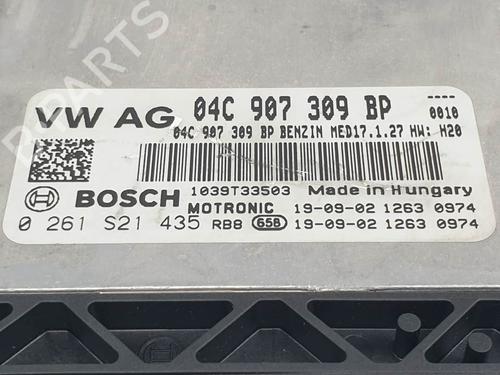 VW AG 04C 907 309 BP 0010
04C 907 309 BP BENZIN MED17.1.27 HW: H20
BOSCH 1039T33503 Made in Hungary
MOTRONIC 19-09-02 1263 0974
0 261 S21 435 RB8 658 19-09-02 1263 0974